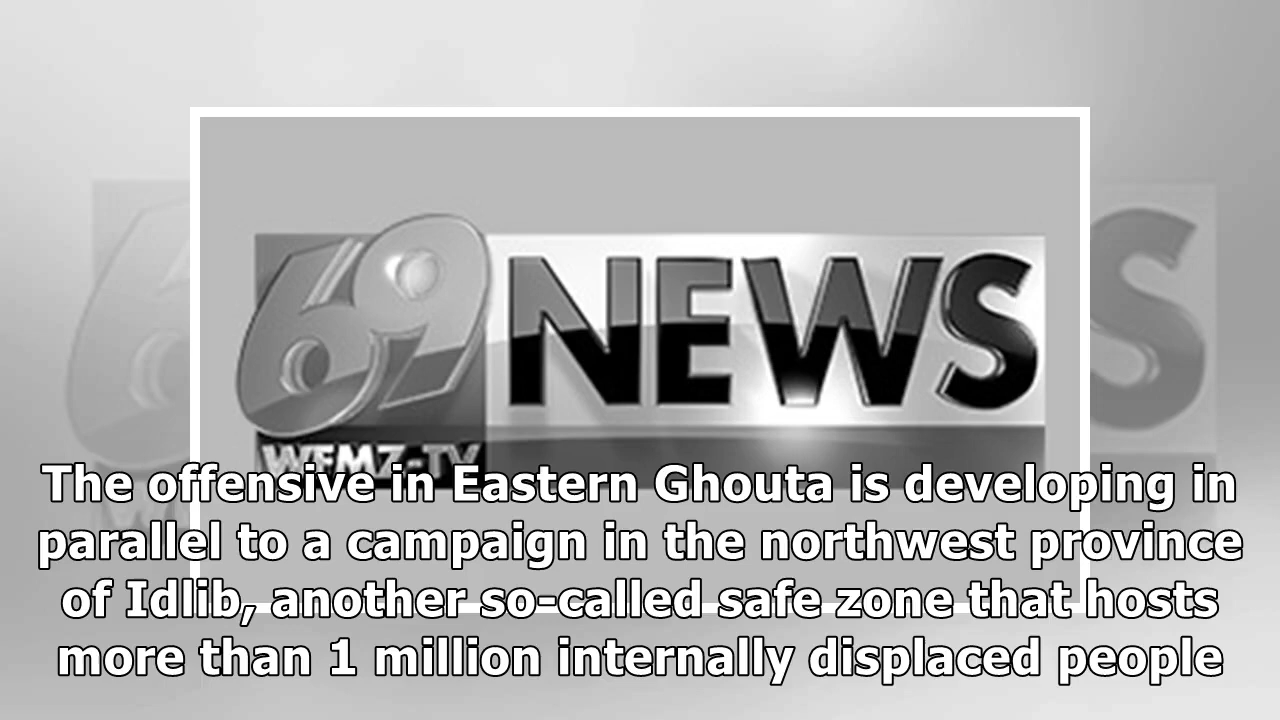 69 NEWS
WFMZ-TV
The offensive in Eastern Ghouta is developing in
parallel to a campaign in the northwest province
of Idlib, another so-called safe zone that hosts
more than 1 million internally displaced people